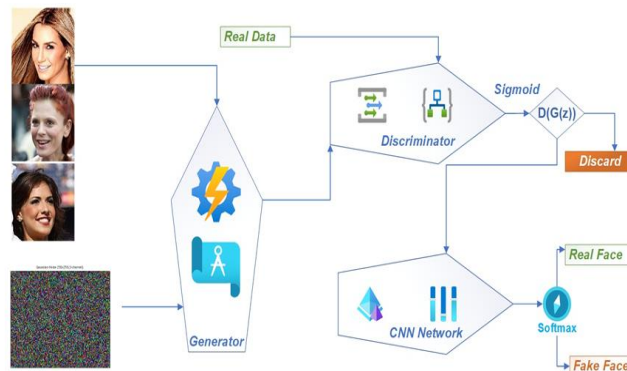 Real Data
Sigmoid
D(G(z))
Discriminator
Discard
Generator
Real Face
CNN Network
Softmax
Fake Face